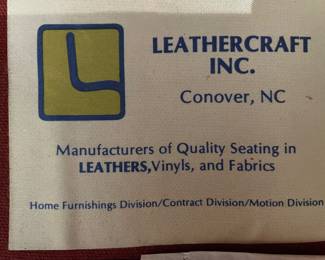 LEATHERCRAFT
INC.
Conover, NC
Manufacturers of Quality Seating in
LEATHERS,Vinyls, and Fabrics
Home Furnishings Division/Contract Division/Motion Division